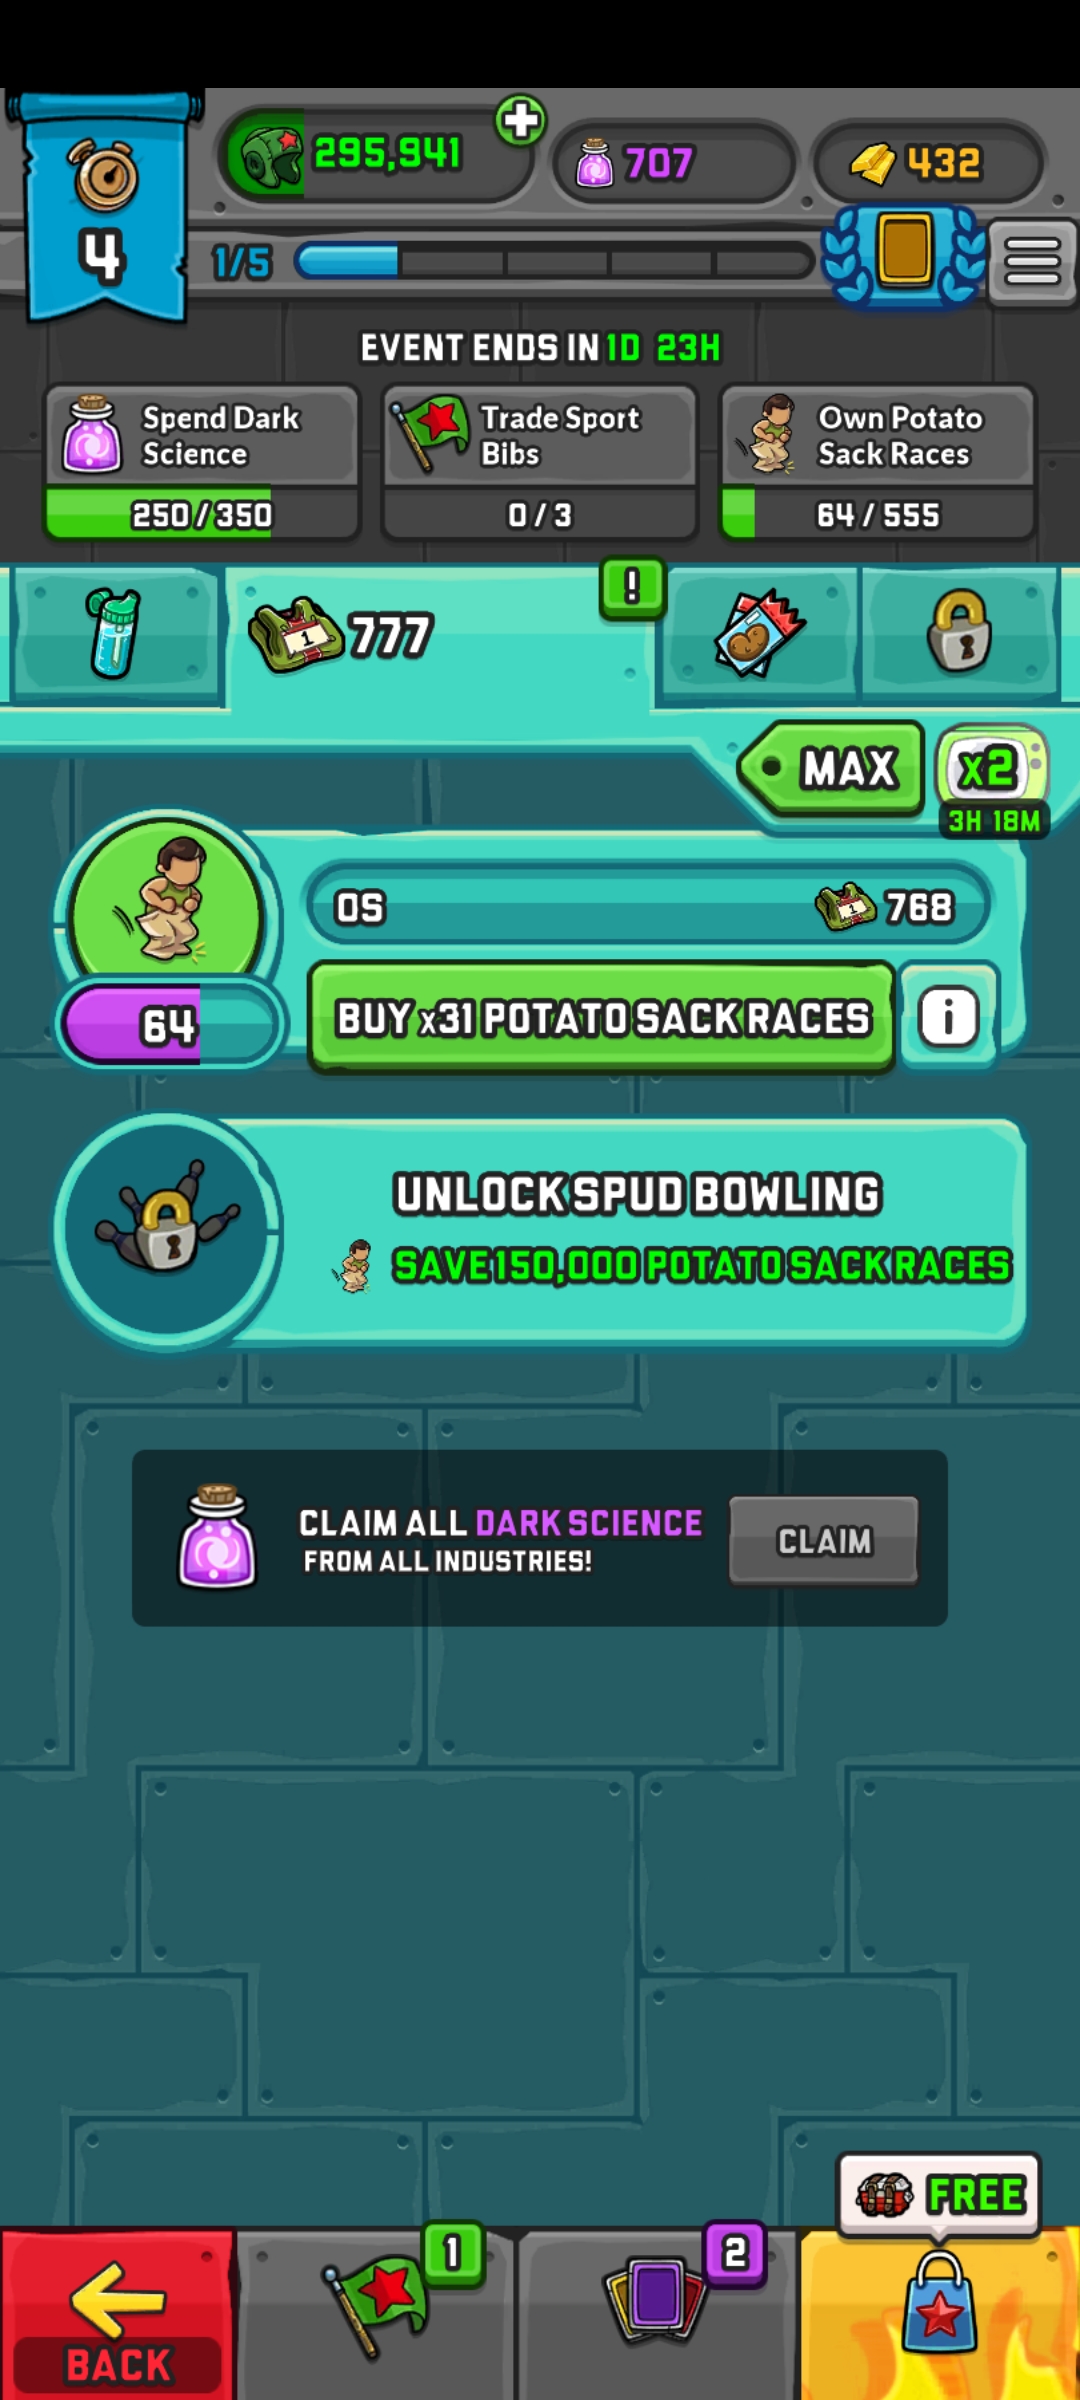 295,941
707
432
4
1/5
EVENT ENDS IN 1D 23H
Spend Dark
Science
250/350
Trade Sport
Bibs
0/3
Own Potato
Sack Races
64/555
1
777
!
MAX
x2
3H 18M
0S
1
768
64
BUY x31 POTATO SACK RACES
i
UNLOCK SPUD BOWLING
SAVE 150,000 POTATO SACK RACES
CLAIM ALL DARK SCIENCE
FROM ALL INDUSTRIES!
CLAIM
FREE
1
2
BACK